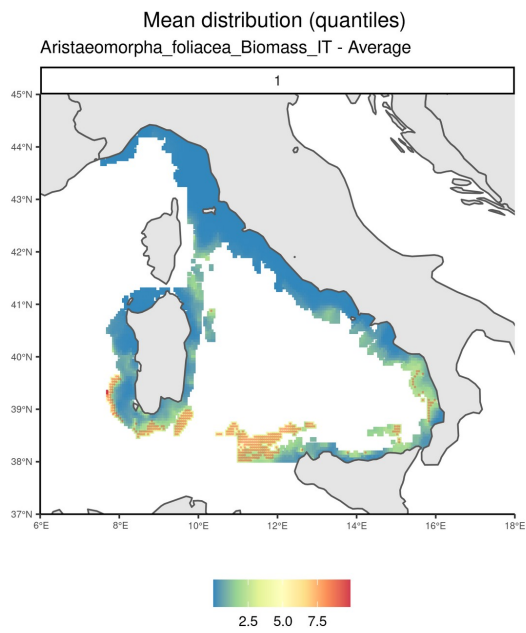 Mean distribution (quantiles)
Aristaeomorpha_foliacea_Biomass_IT - Average
1
45°N
44°N
43°N
42°N
41°N
40°N
39°N
38°N
37°N
6°E 8°E 10°E 12°E 14°E 16°E 18°E
2.5 5.0 7.5